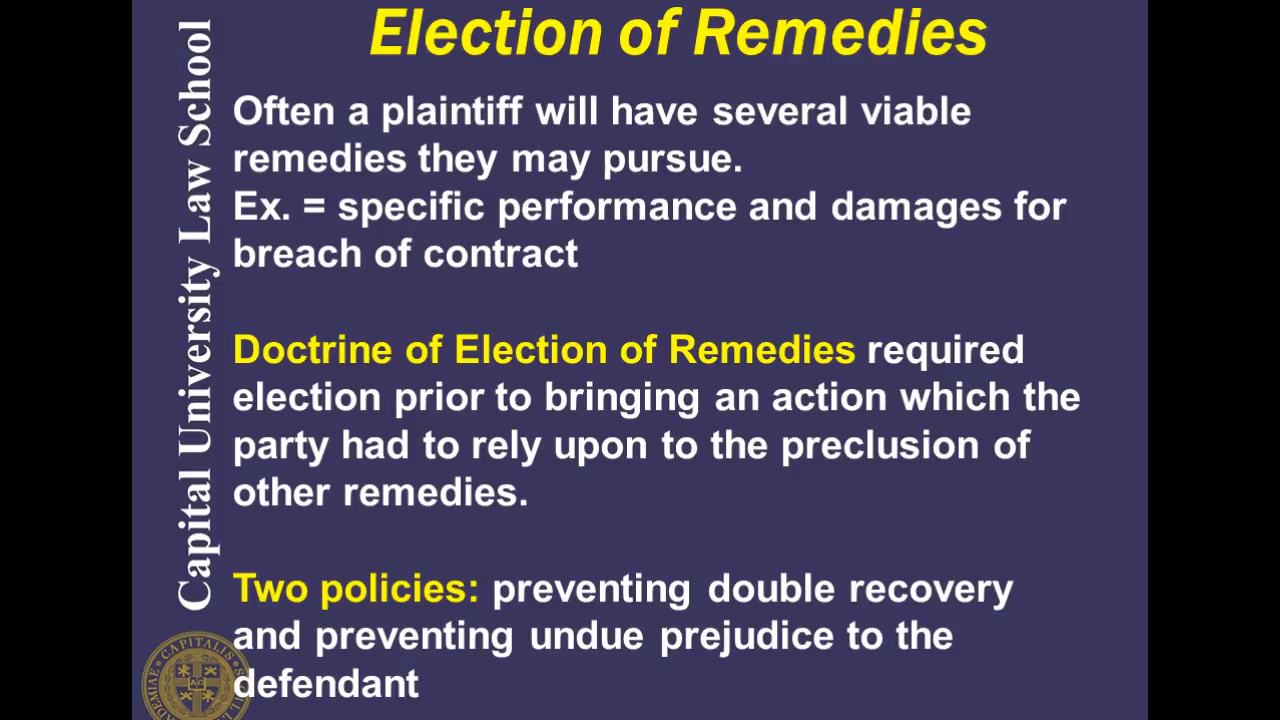 Election of Remedies
Capital University Law School
Often a plaintiff will have several viable
remedies they may pursue.
Ex. = specific performance and damages for
breach of contract
Doctrine of Election of Remedies required
election prior to bringing an action which the
party had to rely upon to the preclusion of
other remedies.
Two policies: preventing double recovery
and preventing undue prejudice to the
defendant
CAPITALIS